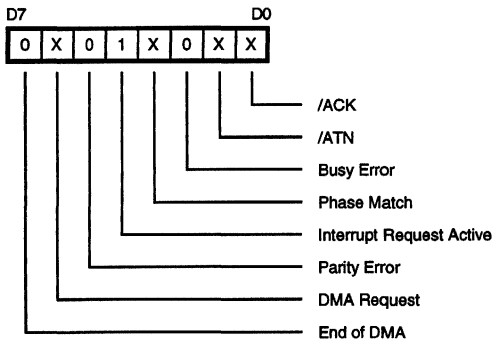 D7 D0
0 X 0 1 X 0 X X
/ACK
/ATN
Busy Error
Phase Match
Interrupt Request Active
Parity Error
DMA Request
End of DMA